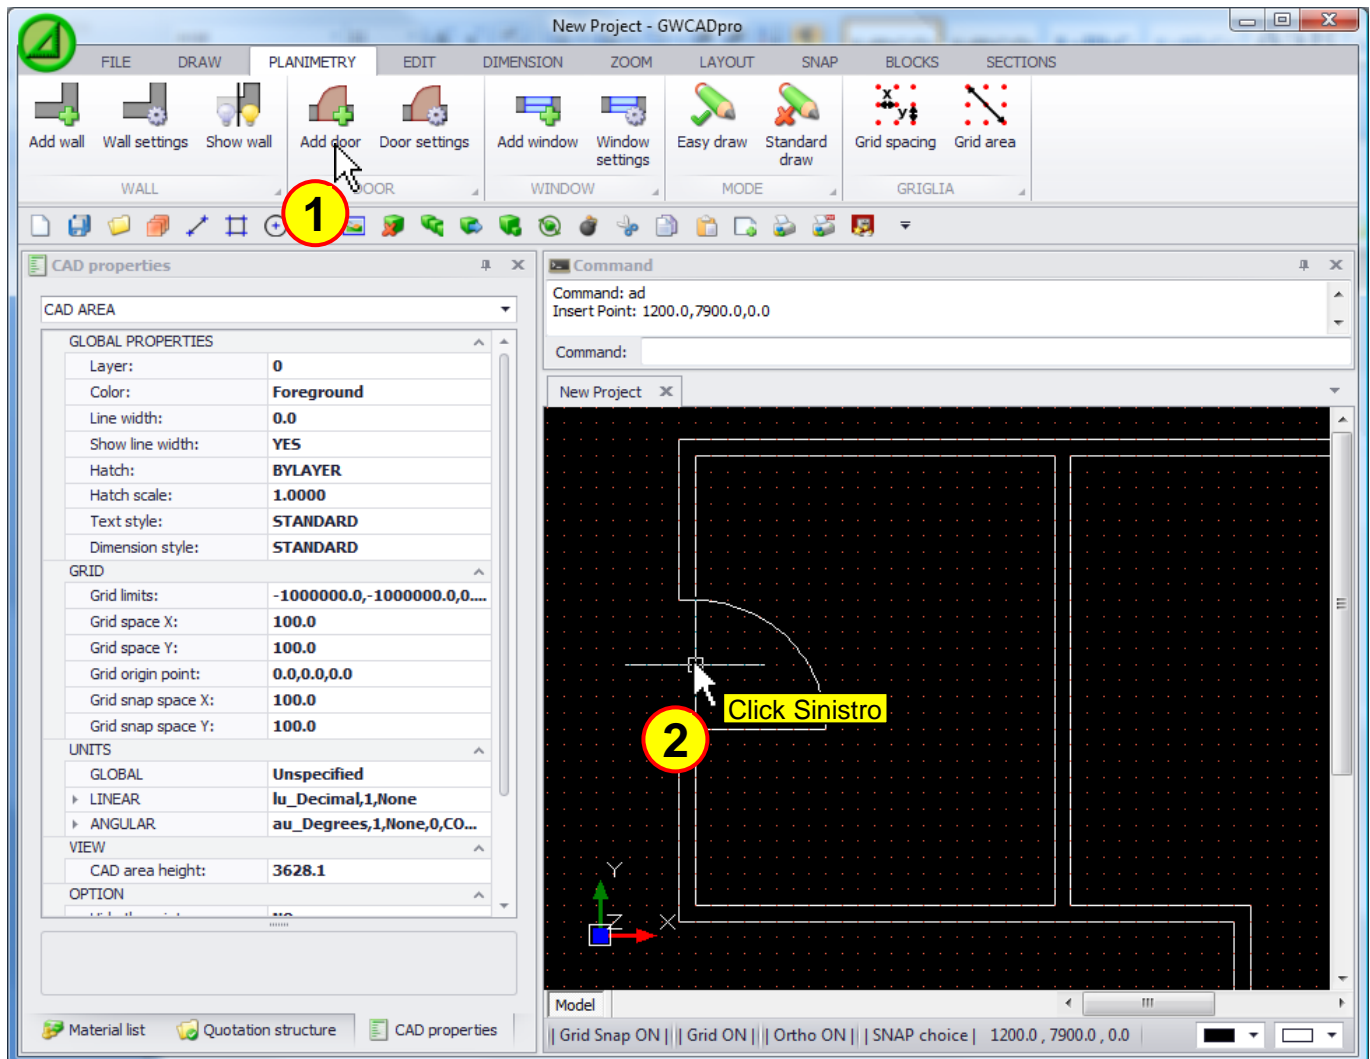 New Project - GWCADpro
FILE DRAW PLANIMETRY EDIT DIMENSION ZOOM LAYOUT SNAP BLOCKS SECTIONS
Add wall Wall settings Show wall Add door Door settings Add window Window settings Easy draw Standard draw Grid spacing Grid area
WALL OOR WINDOW MODE GRIGLIA
1
CAD properties
CAD AREA
GLOBAL PROPERTIES
Layer: 0
Color: Foreground
Line width: 0.0
Show line width: YES
Hatch: BYLAYER
Hatch scale: 1.0000
Text style: STANDARD
Dimension style: STANDARD
GRID
Grid limits: -1000000.0,-1000000.0,0....
Grid space X: 100.0
Grid space Y: 100.0
Grid origin point: 0.0,0.0,0.0
Grid snap space X: 100.0
Grid snap space Y: 100.0
UNITS
GLOBAL Unspecified
LINEAR lu_Decimal,1,None
ANGULAR au_Degrees,1,None,0,CO...
VIEW
CAD area height: 3628.1
OPTION
Material list Quotation structure CAD properties
Command
Command: ad
Insert Point: 1200.0,7900.0,0.0
Command:
New Project
Click Sinistro
2
Y
Z X
Model
| Grid Snap ON | | Grid ON | | Ortho ON | | SNAP choice | 1200.0 , 7900.0 , 0.0